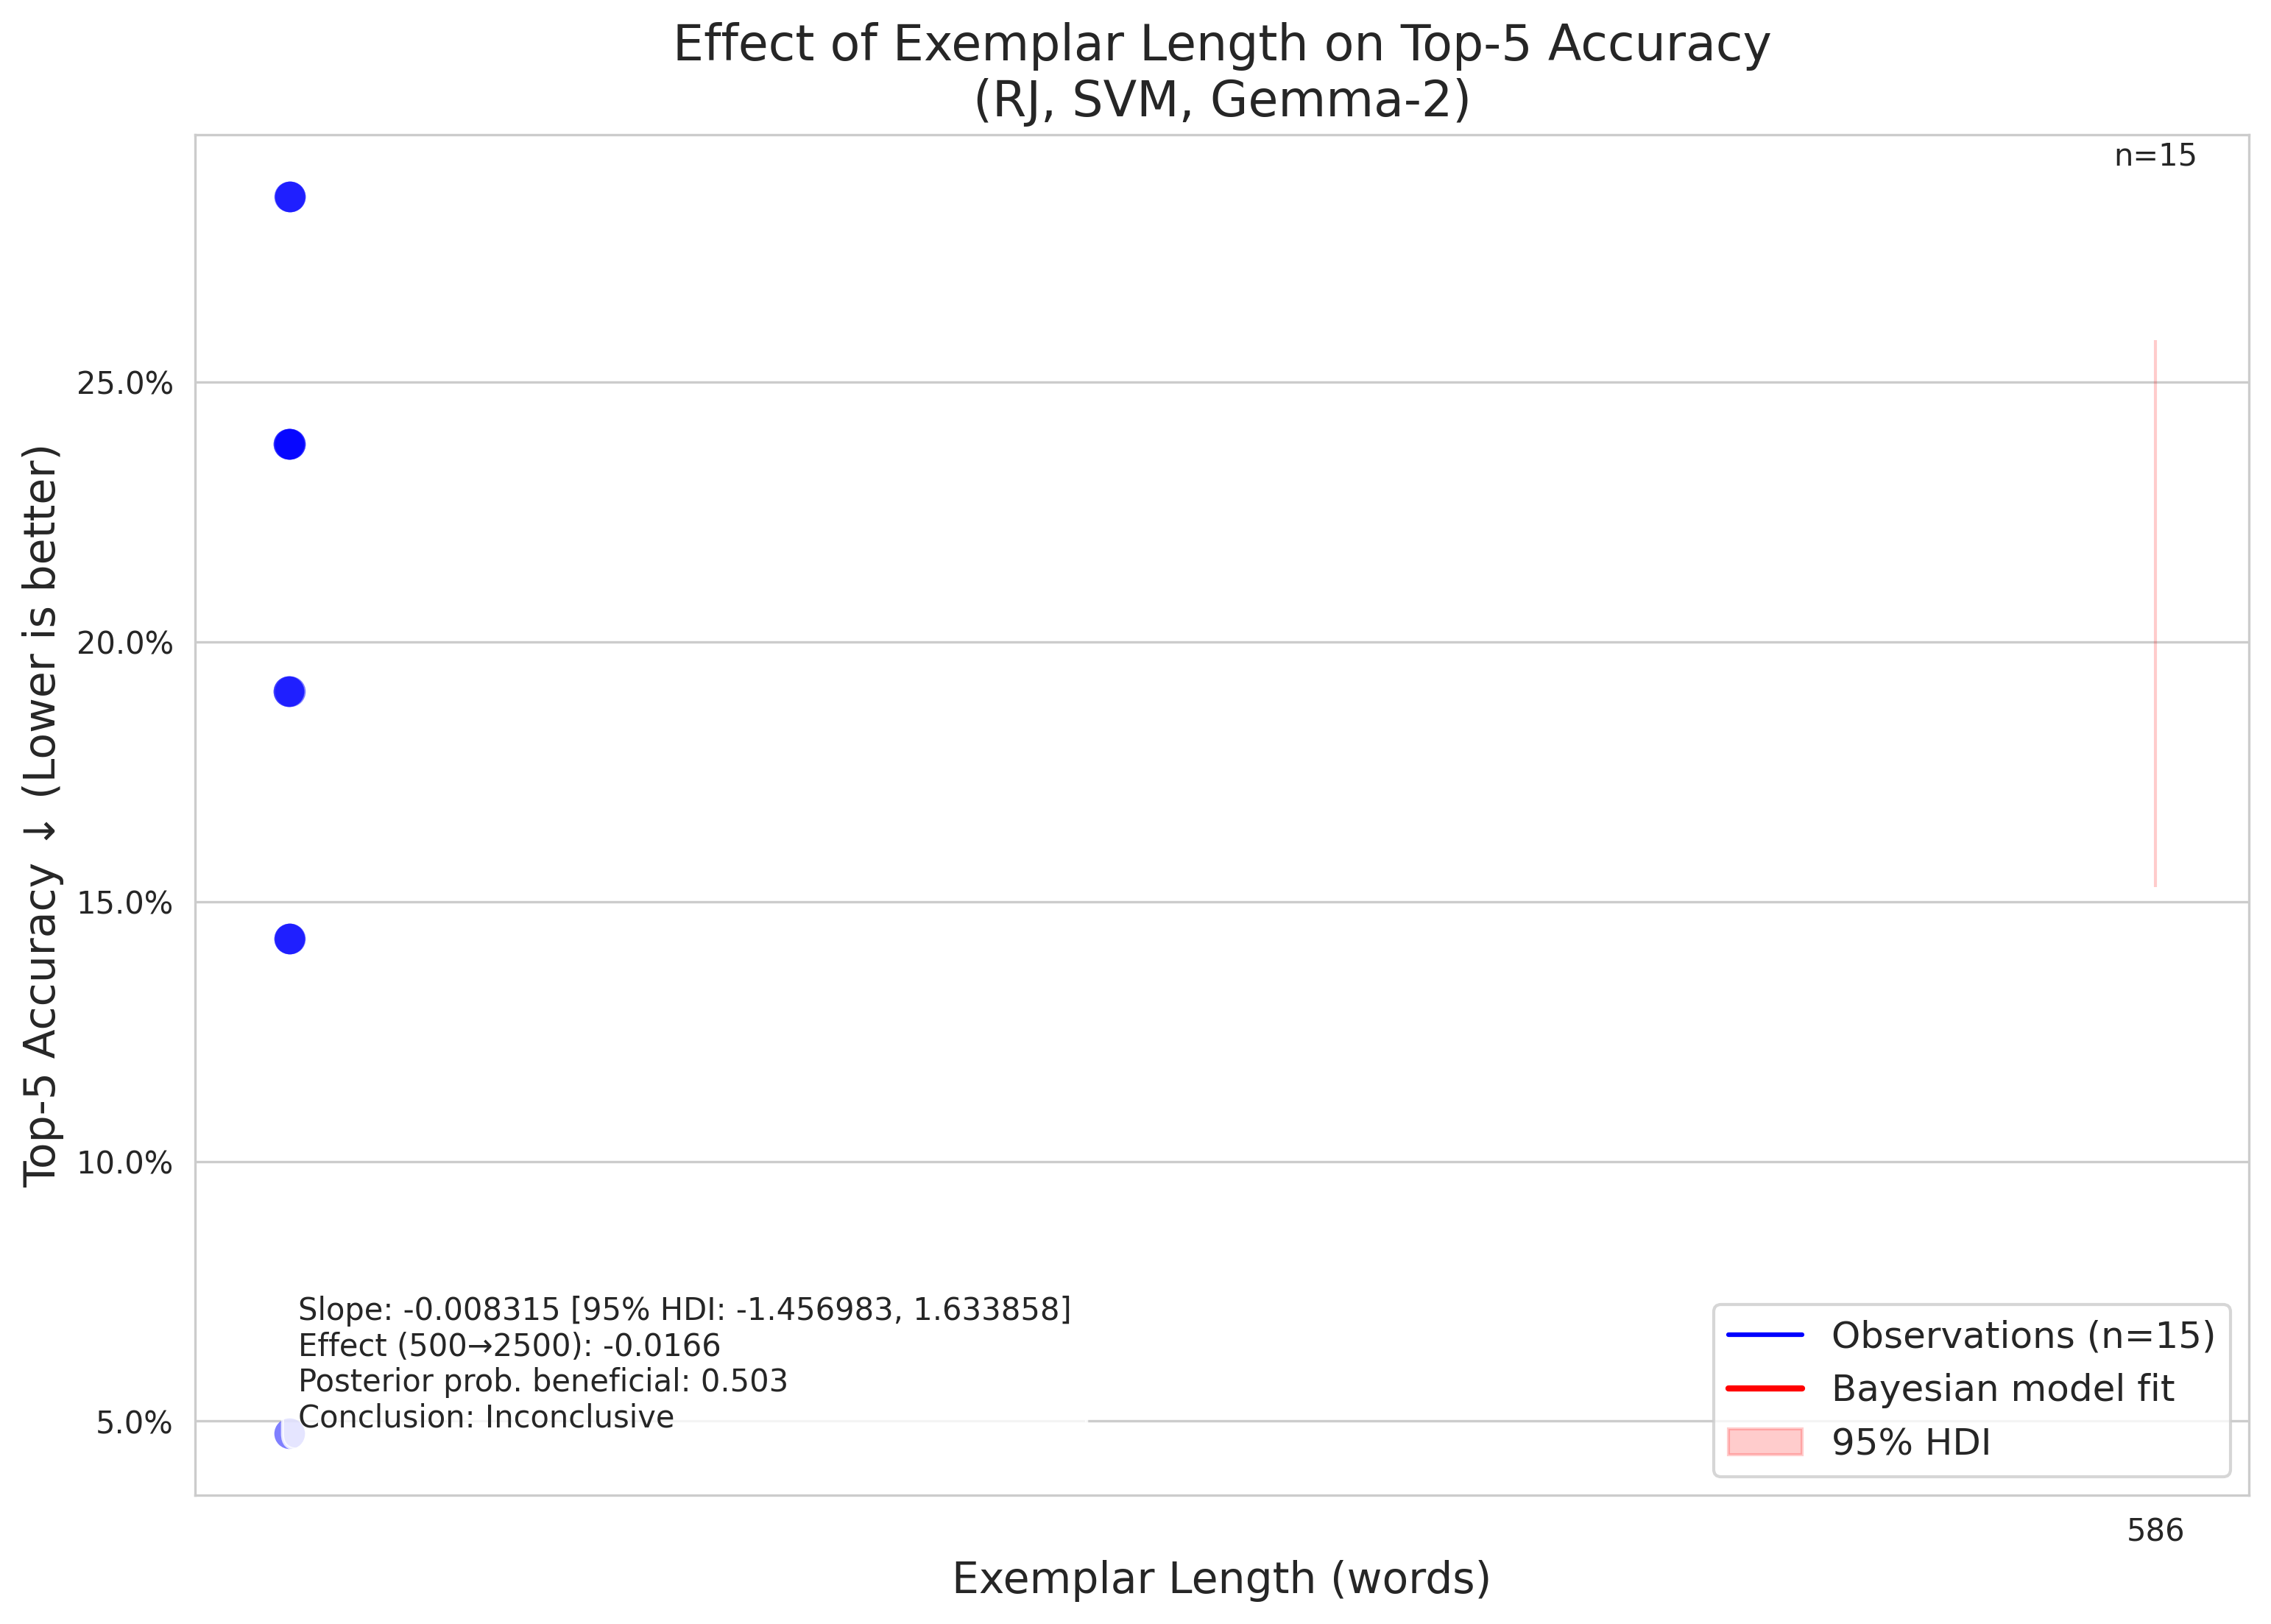 Effect of Exemplar Length on Top-5 Accuracy
(RJ, SVM, Gemma-2)
n=15
Top-5 Accuracy ↓ (Lower is better)
25.0%
20.0%
15.0%
10.0%
5.0%
Slope: -0.008315 [95% HDI: -1.456983, 1.633858]
Effect (500→2500): -0.0166
Posterior prob. beneficial: 0.503
Conclusion: Inconclusive
Observations (n=15)
Bayesian model fit
95% HDI
586
Exemplar Length (words)